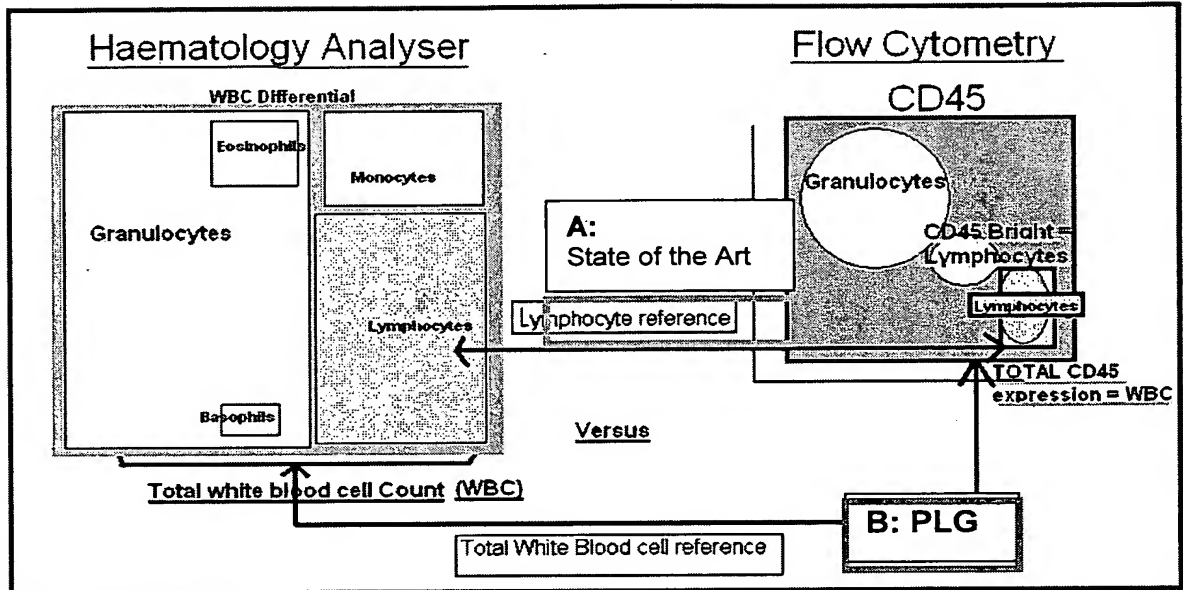 Haematology Analyser
WBC Differential
Eosinophils
Monocytes
Granulocytes
Lymphocytes
Basophils
Total white blood cell Count (WBC)
A:
State of the Art
Lymphocyte reference
Versus
Flow Cytometry
CD45
Granulocytes
CD45 Bright =
Lymphocytes
Lymphocytes
TOTAL CD45
expression = WBC
B: PLG
Total White Blood cell reference